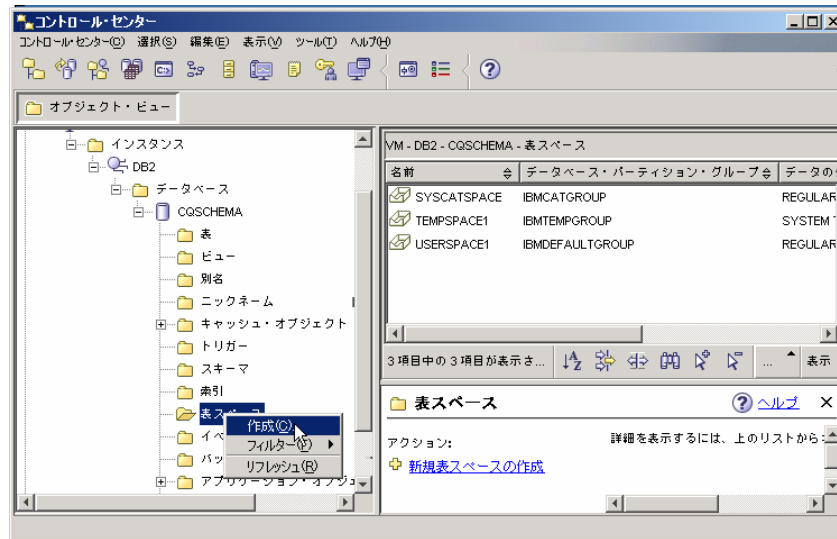 コントロール・センター
コントロール・センター(C) 選択(S) 編集(E) 表示(V) ツール(T) ヘルプ(H)
オブジェクト・ビュー
インスタンス
DB2
データベース
CQSCHEMA
表
ビュー
別名
ニックネーム
キャッシュ・オブジェクト
トリガー
スキーマ
索引
表スペース
作成(C)
フィルター(F)
リフレッシュ(R)
アプリケーション・オブジェ
VM - DB2 - CQSCHEMA - 表スペース
名前 データベース・パーティション・グループ データの
SYSCATSPACE IBMCATGROUP REGULAR
TEMPSPACE1 IBMTEMPGROUP SYSTEM
USERSPACE1 IBMDEFAULTGROUP REGULAR
3 項目中の 3 項目が表示さ... ... 表示
表スペース ヘルプ
アクション:
詳細を表示するには、上のリストから
新規表スペースの作成